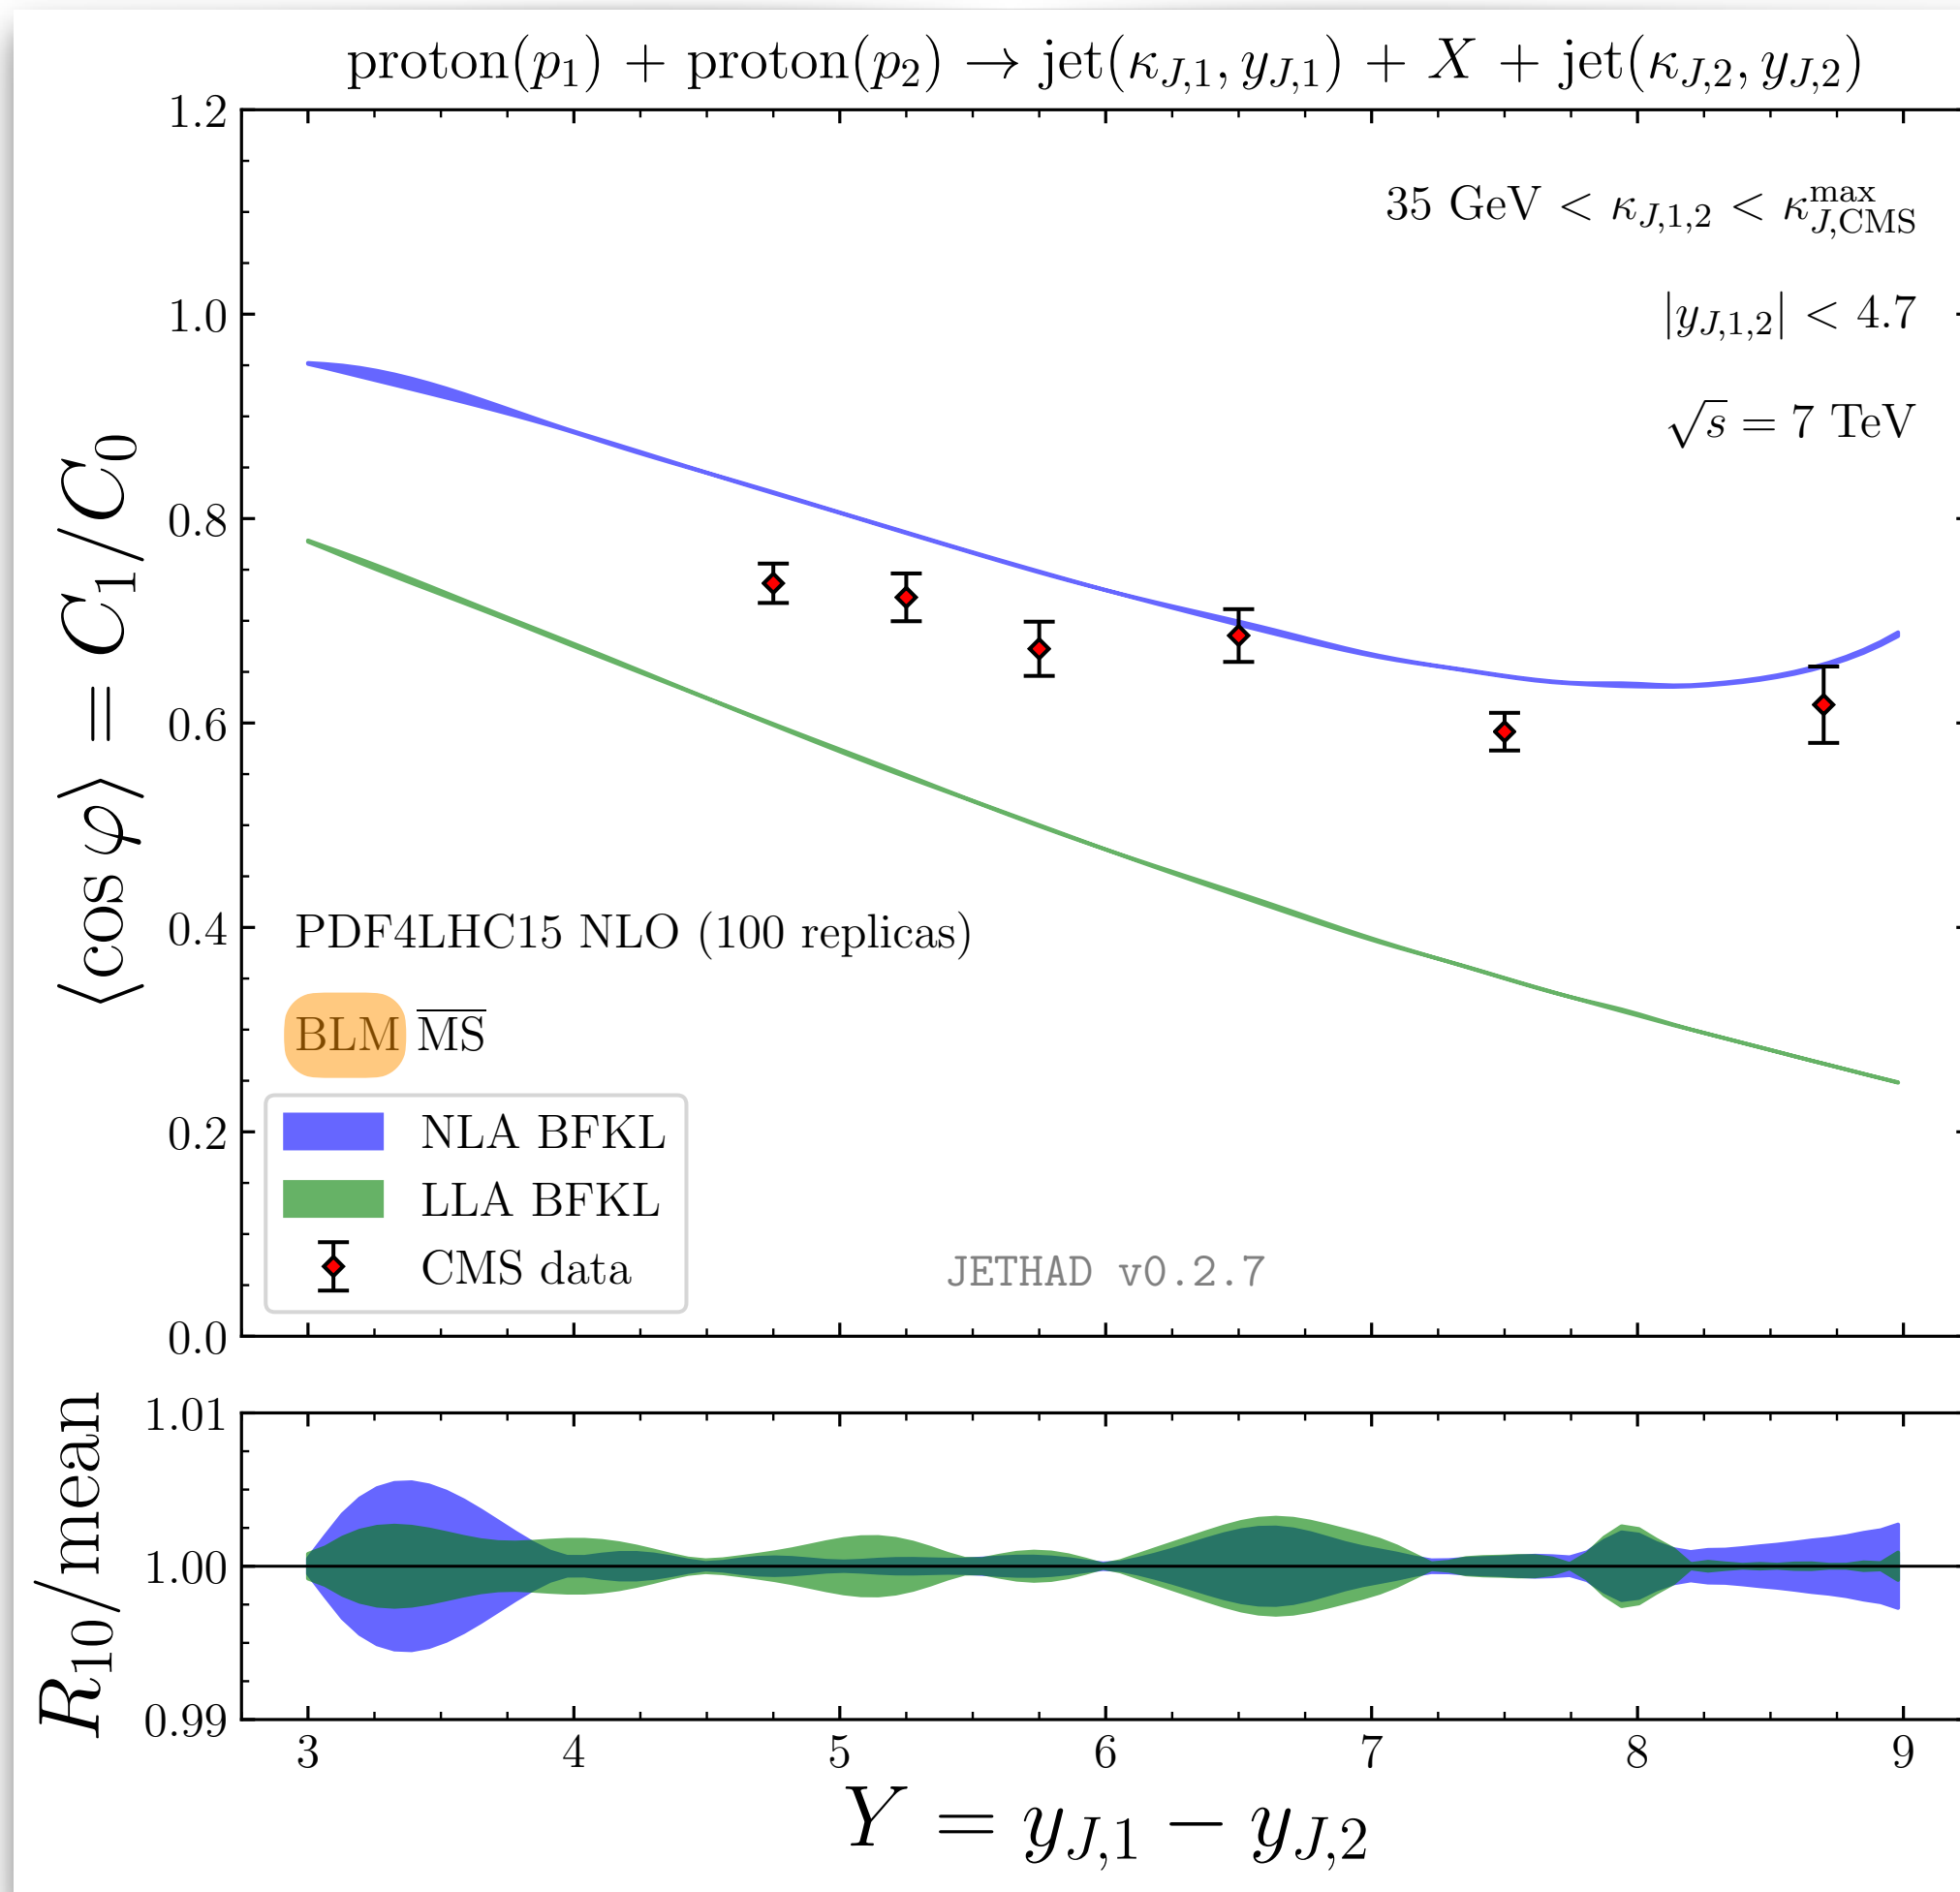 proton(p₁) + proton(p₂) → jet(κ_{J,1}, y_{J,1}) + X + jet(κ_{J,2}, y_{J,2})
⟨cos φ⟩ = C₁/C₀
1.2
1.0
0.8
0.6
0.4
0.2
0.0
35 GeV < κ_{J,1,2} < κ^{max}_{J,CMS}
|y_{J,1,2}| < 4.7
√s = 7 TeV
PDF4LHC15 NLO (100 replicas)
BLM M̅S̅
NLA BFKL
LLA BFKL
CMS data
JETHAD v0.2.7
R₁₀/mean
1.01
1.00
0.99
3 4 5 6 7 8 9
Y = y_{J,1} − y_{J,2}